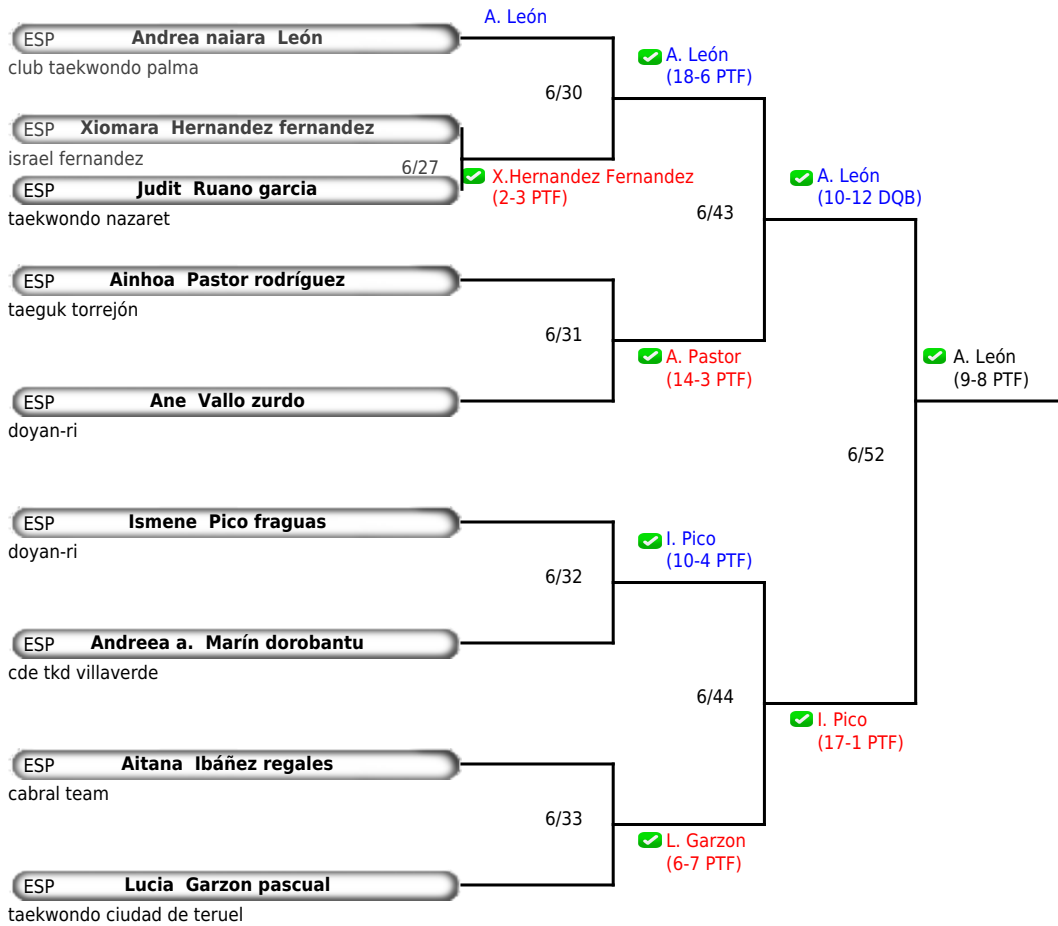 A. León
ESP Andrea naiara León
club taekwondo palma
A. León
(18-6 PTF)
6/30
ESP Xiomara Hernandez fernandez
israel fernandez
6/27
X.Hernandez Fernandez
(2-3 PTF)
ESP Judit Ruano garcia
taekwondo nazaret
A. León
(10-12 DQB)
6/43
ESP Ainhoa Pastor rodríguez
taeguk torrejón
6/31
A. Pastor
(14-3 PTF)
A. León
(9-8 PTF)
ESP Ane Vallo zurdo
doyan-ri
6/52
ESP Ismene Pico fraguas
doyan-ri
I. Pico
(10-4 PTF)
6/32
ESP Andreea a. Marín dorobantu
cde tkd villaverde
6/44
I. Pico
(17-1 PTF)
ESP Aitana Ibáñez regales
cabral team
6/33
L. Garzon
(6-7 PTF)
ESP Lucia Garzon pascual
taekwondo ciudad de teruel